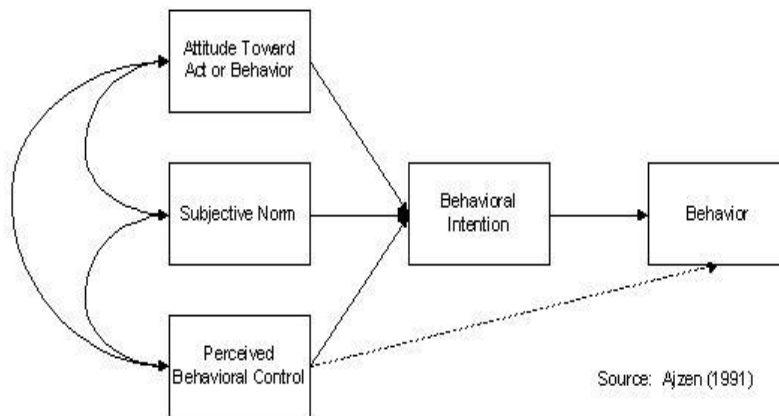 Attitude Toward
Act or Behavior
Subjective Norm
Behavioral
Intention
Behavior
Perceived
Behavioral Control
Source: Ajzen (1991)